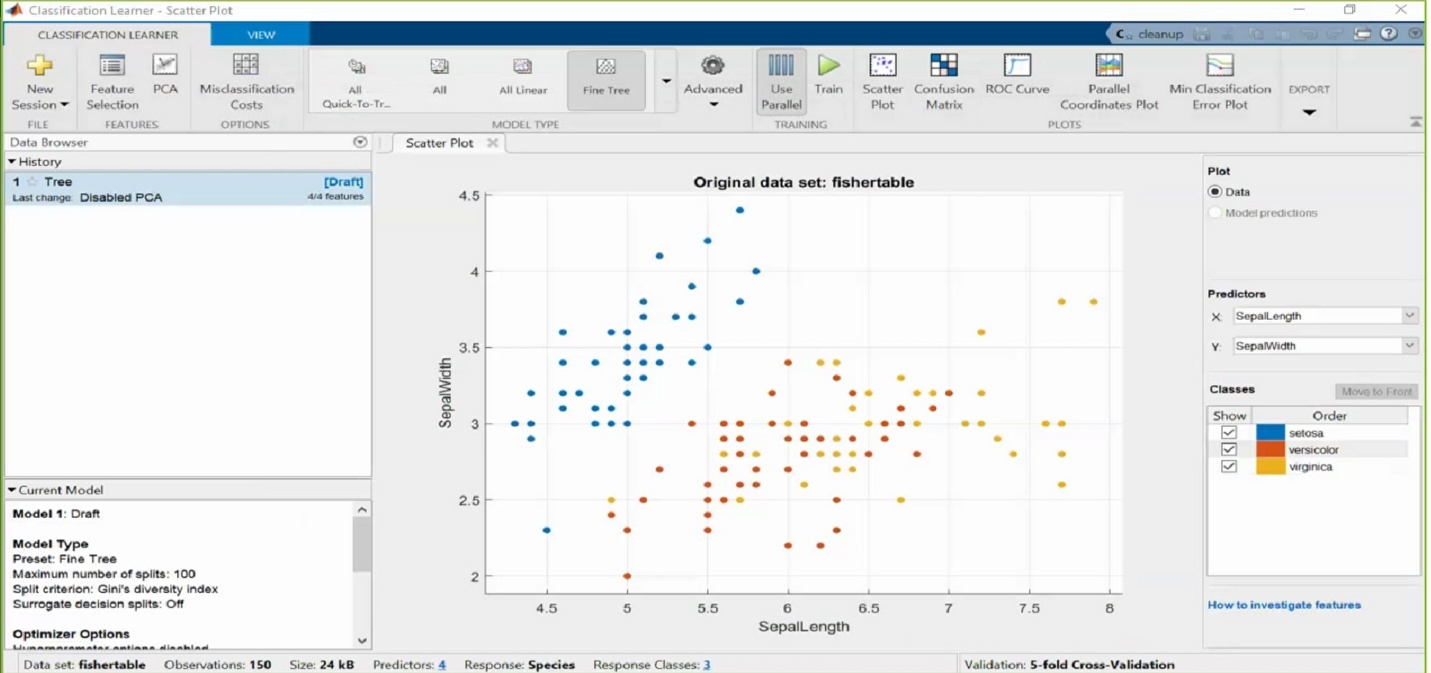 Classification Learner - Scatter Plot
CLASSIFICATION LEARNER VIEW
cleanup
New Session
Feature Selection
PCA
Misclassification Costs
All Quick-To-Tr...
All
All Linear
Fine Tree
Advanced
Use Parallel
Train
Scatter Plot
Confusion Matrix
ROC Curve
Parallel Coordinates Plot
Min Classification Error Plot
EXPORT
FILE FEATURES OPTIONS MODEL TYPE TRAINING PLOTS
Data Browser
History
1 Tree [Draft]
Last change: Disabled PCA 4/4 features
Current Model
Model 1: Draft
Model Type
Preset: Fine Tree
Maximum number of splits: 100
Split criterion: Gini's diversity index
Surrogate decision splits: Off
Optimizer Options
Scatter Plot
Original data set: fishertable
4.5
4
3.5
3
2.5
2
SepalWidth
4.5 5 5.5 6 6.5 7 7.5 8
SepalLength
Plot
Data
Model predictions
Predictors
X: SepalLength
Y: SepalWidth
Classes Move to Front
Show Order
setosa
versicolor
virginica
How to investigate features
Data set: fishertable Observations: 150 Size: 24 kB Predictors: 4 Response: Species Response Classes: 3 Validation: 5-fold Cross-Validation